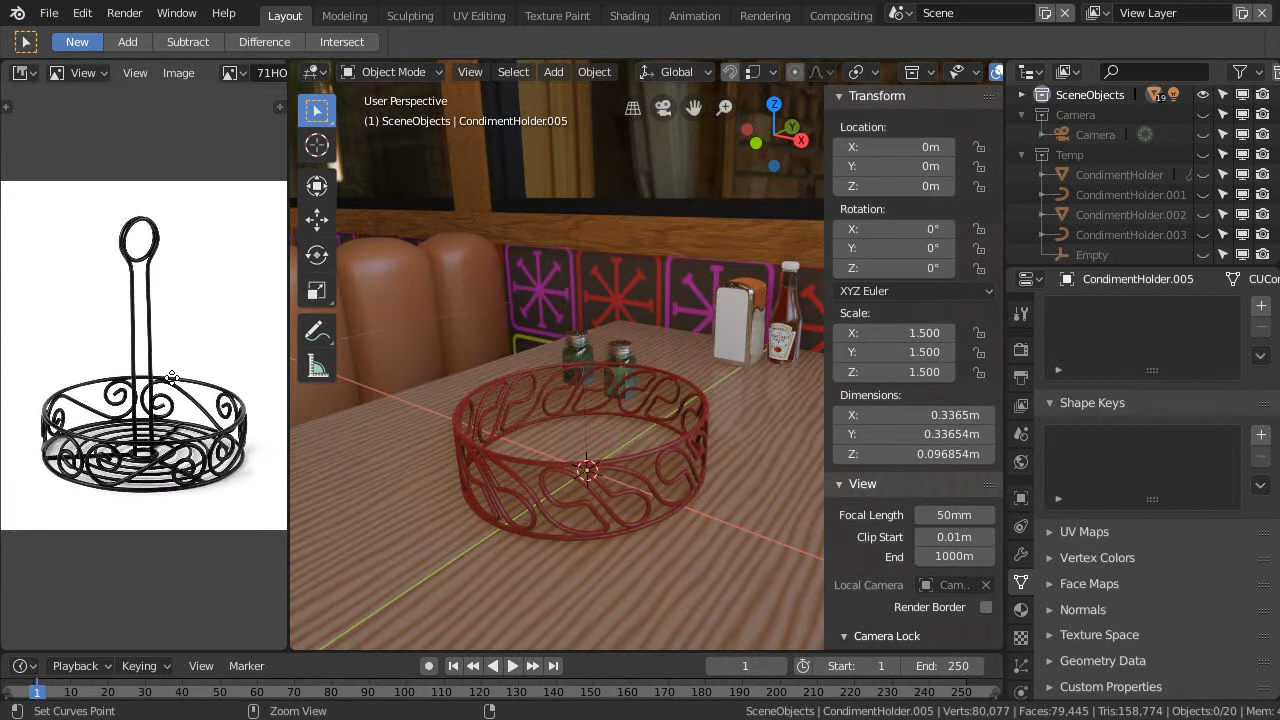 File Edit Render Window Help Layout Modeling Sculpting UV Editing Texture Paint Shading Animation Rendering Compositing Scene View Layer
New Add Subtract Difference Intersect
View View Image 71HO Object Mode View Select Add Object Global
User Perspective
(1) SceneObjects | CondimentHolder.005
Transform
Location:
X: 0m
Y: 0m
Z: 0m
Rotation:
X: 0°
Y: 0°
Z: 0°
XYZ Euler
Scale:
X: 1.500
Y: 1.500
Z: 1.500
Dimensions:
X: 0.3365m
Y: 0.33654m
Z: 0.096854m
View
Focal Length 50mm
Clip Start 0.01m
End 1000m
Local Camera Cam..
Render Border
Camera Lock
SceneObjects 19
Camera
Camera
Temp
CondimentHolder
CondimentHolder.001
CondimentHolder.002
CondimentHolder.003
Empty
CondimentHolder.005 CUCon
Shape Keys
UV Maps
Vertex Colors
Face Maps
Normals
Texture Space
Geometry Data
Custom Properties
Playback Keying View Marker 1 Start: 1 End: 250
1 10 20 30 40 50 60 70 80 90 100 110 120 130 140 150 160 170 180 190 200 210 220 230 240 250
Set Curves Point Zoom View SceneObjects | CondimentHolder.005 | Verts:80,077 | Faces:79,445 | Tris:158,774 | Objects:0/20 | Mem: 4